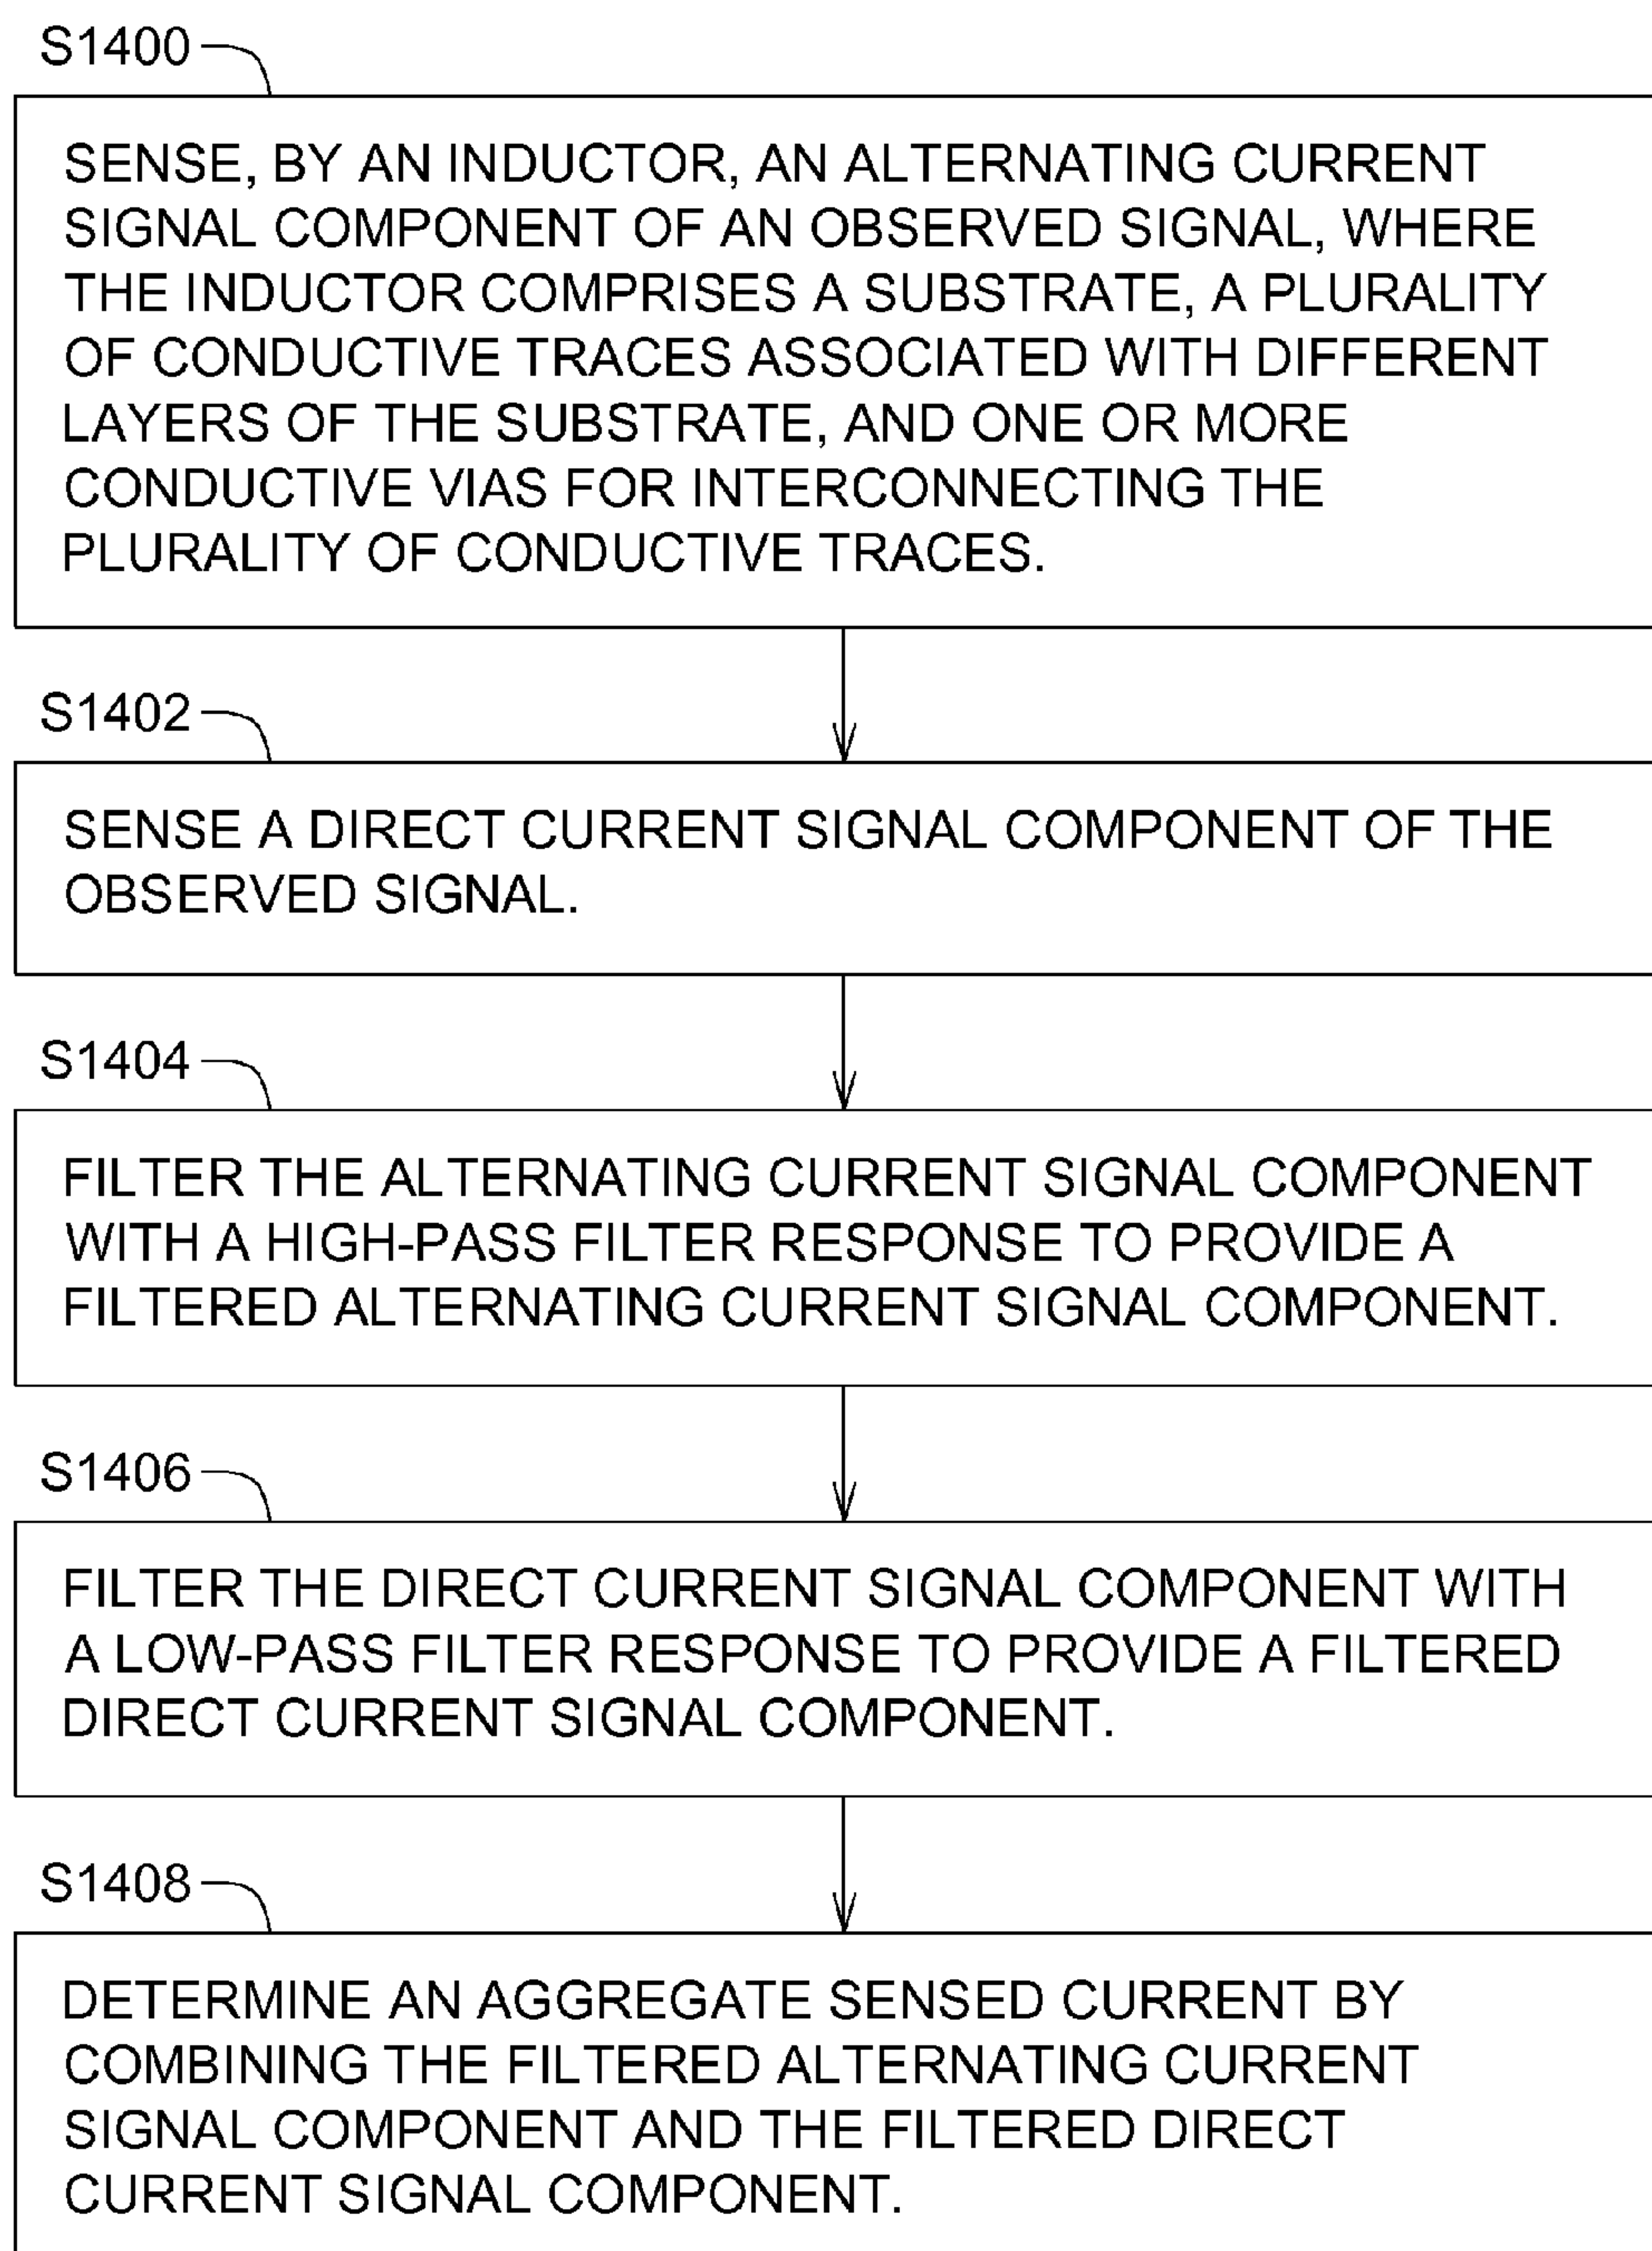 S1400
SENSE, BY AN INDUCTOR, AN ALTERNATING CURRENT
SIGNAL COMPONENT OF AN OBSERVED SIGNAL, WHERE
THE INDUCTOR COMPRISES A SUBSTRATE, A PLURALITY
OF CONDUCTIVE TRACES ASSOCIATED WITH DIFFERENT
LAYERS OF THE SUBSTRATE, AND ONE OR MORE
CONDUCTIVE VIAS FOR INTERCONNECTING THE
PLURALITY OF CONDUCTIVE TRACES.
S1402
SENSE A DIRECT CURRENT SIGNAL COMPONENT OF THE
OBSERVED SIGNAL.
S1404
FILTER THE ALTERNATING CURRENT SIGNAL COMPONENT
WITH A HIGH-PASS FILTER RESPONSE TO PROVIDE A
FILTERED ALTERNATING CURRENT SIGNAL COMPONENT.
S1406
FILTER THE DIRECT CURRENT SIGNAL COMPONENT WITH
A LOW-PASS FILTER RESPONSE TO PROVIDE A FILTERED
DIRECT CURRENT SIGNAL COMPONENT.
S1408
DETERMINE AN AGGREGATE SENSED CURRENT BY
COMBINING THE FILTERED ALTERNATING CURRENT
SIGNAL COMPONENT AND THE FILTERED DIRECT
CURRENT SIGNAL COMPONENT.